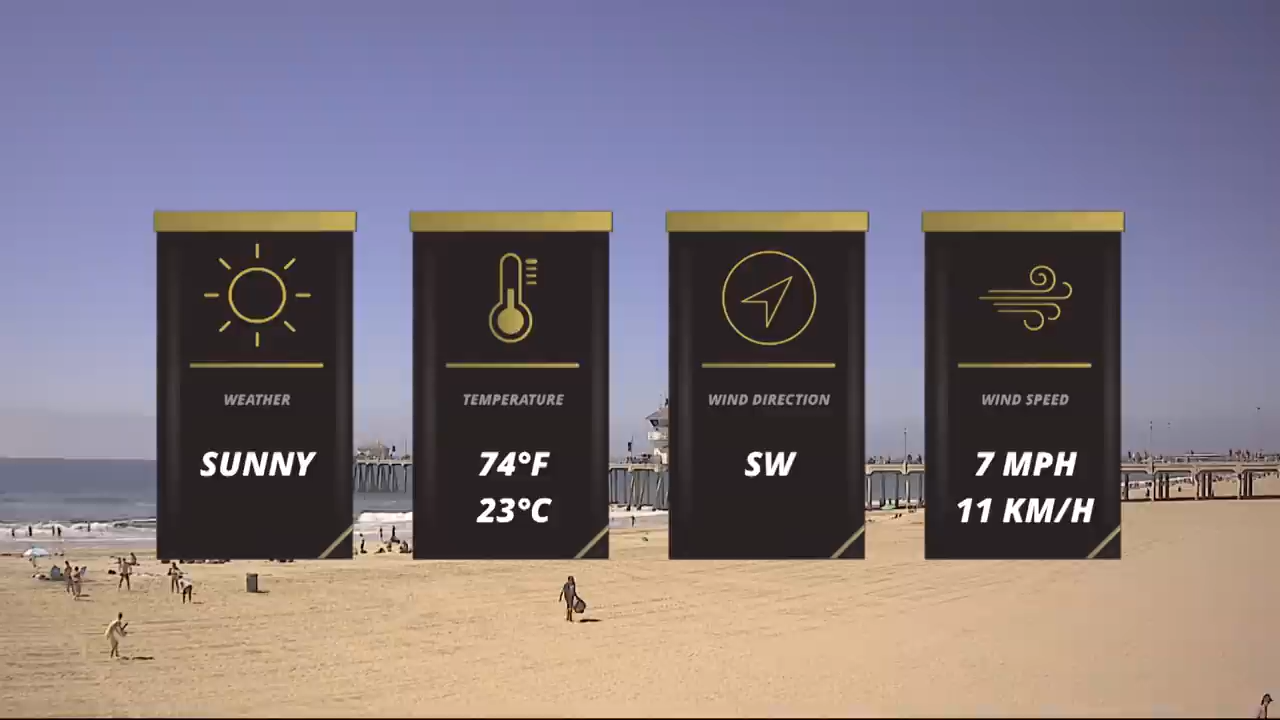 WEATHER
SUNNY
TEMPERATURE
74°F
23°C
WIND DIRECTION
SW
WIND SPEED
7 MPH
11 KM/H